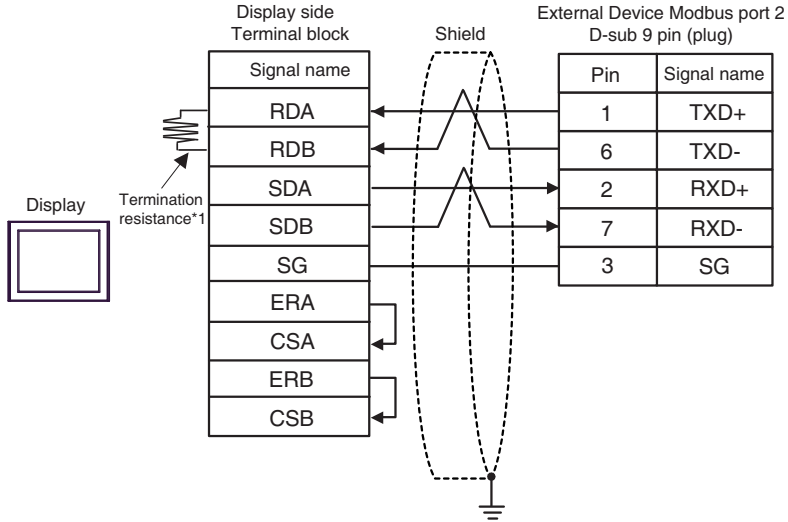 Display side
Terminal block
Shield
External Device Modbus port 2
D-sub 9 pin (plug)
Signal name
Pin Signal name
RDA
1 TXD+
RDB
6 TXD-
SDA
2 RXD+
SDB
7 RXD-
SG
3 SG
ERA
CSA
ERB
CSB
Termination
resistance*1
Display